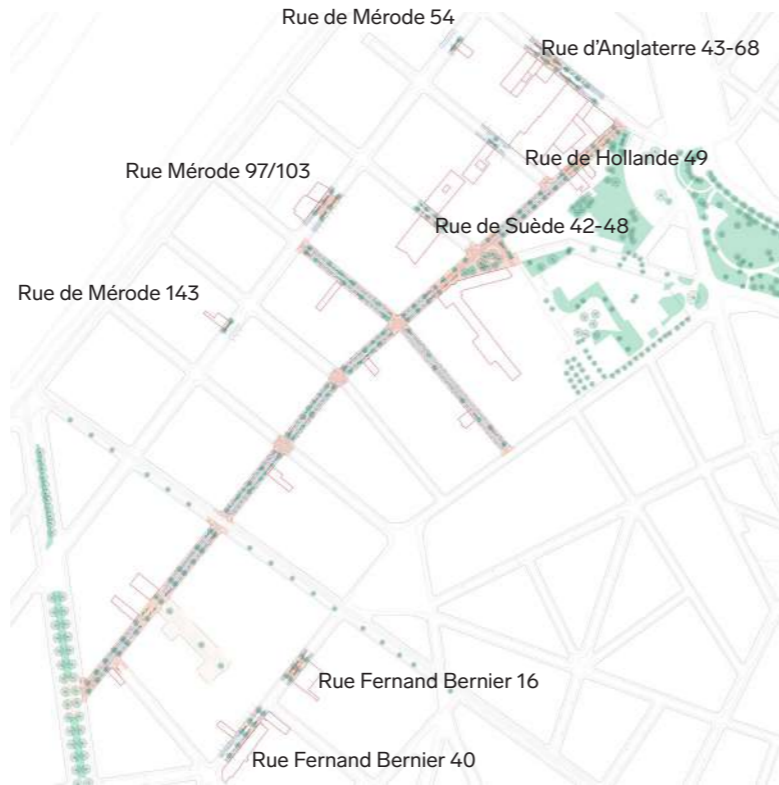 Rue de Mérode 54
Rue d’Anglaterre 43-68
Rue de Hollande 49
Rue Mérode 97/103
Rue de Suède 42-48
Rue de Mérode 143
Rue Fernand Bernier 16
Rue Fernand Bernier 40